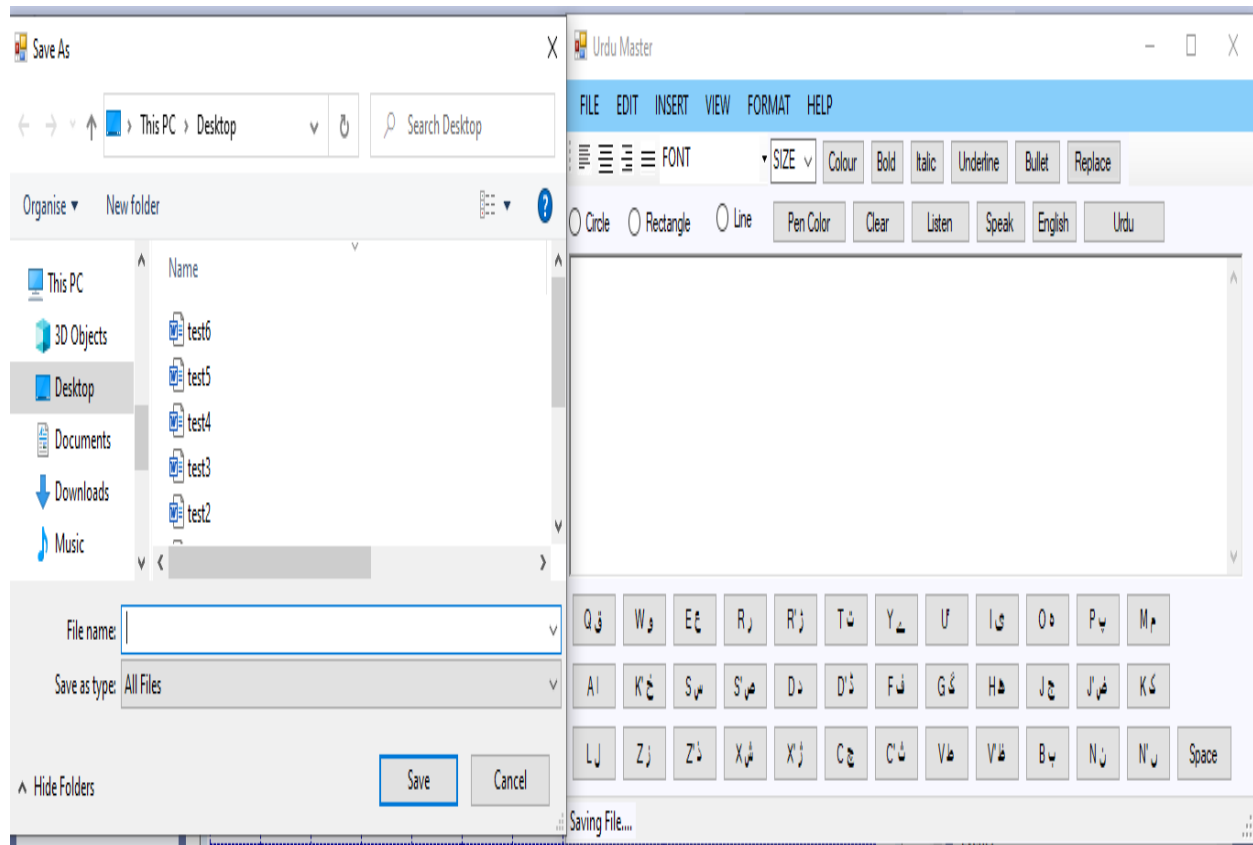 Save As
This PC > Desktop
Search Desktop
Organise
New folder
This PC
3D Objects
Desktop
Documents
Downloads
Music
Name
test6
test5
test4
test3
test2
File name:
Save as type: All Files
Hide Folders
Save
Cancel
Urdu Master
FILE EDIT INSERT VIEW FORMAT HELP
FONT SIZE Colour Bold Italic Underline Bullet Replace
Circle Rectangle Line Pen Color Clear Listen Speak English Urdu
Q ق W و E ع R ر R' ڑ T ت Y ے U I ی O ہ P پ M م
A ا K' خ S س S' ص D د D' ڈ F ف G گ H ھ J ج J' ض K ک
L ل Z ز Z' ذ X ش X' ژ C چ C' ث V ط V' ظ B ب N ن N' ں Space
Saving File....